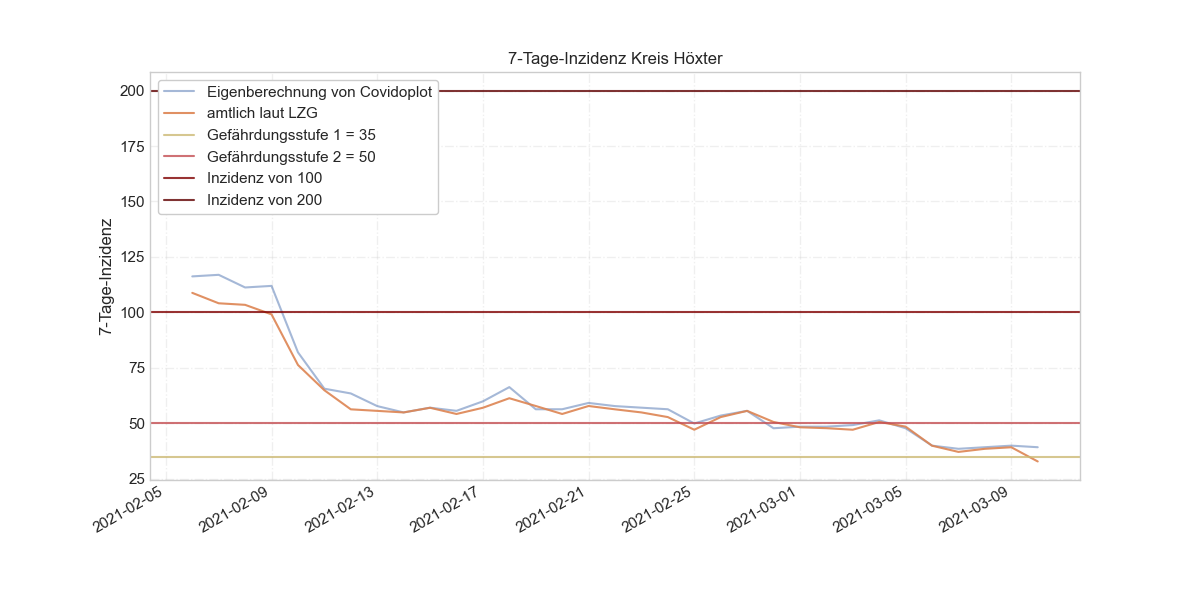 7-Tage-Inzidenz Kreis Höxter
Eigenberechnung von Covidoplot
amtlich laut LZG
Gefährdungsstufe 1 = 35
Gefährdungsstufe 2 = 50
Inzidenz von 100
Inzidenz von 200
7-Tage-Inzidenz
200
175
150
125
100
75
50
25
2021-02-05
2021-02-09
2021-02-13
2021-02-17
2021-02-21
2021-02-25
2021-03-01
2021-03-05
2021-03-09